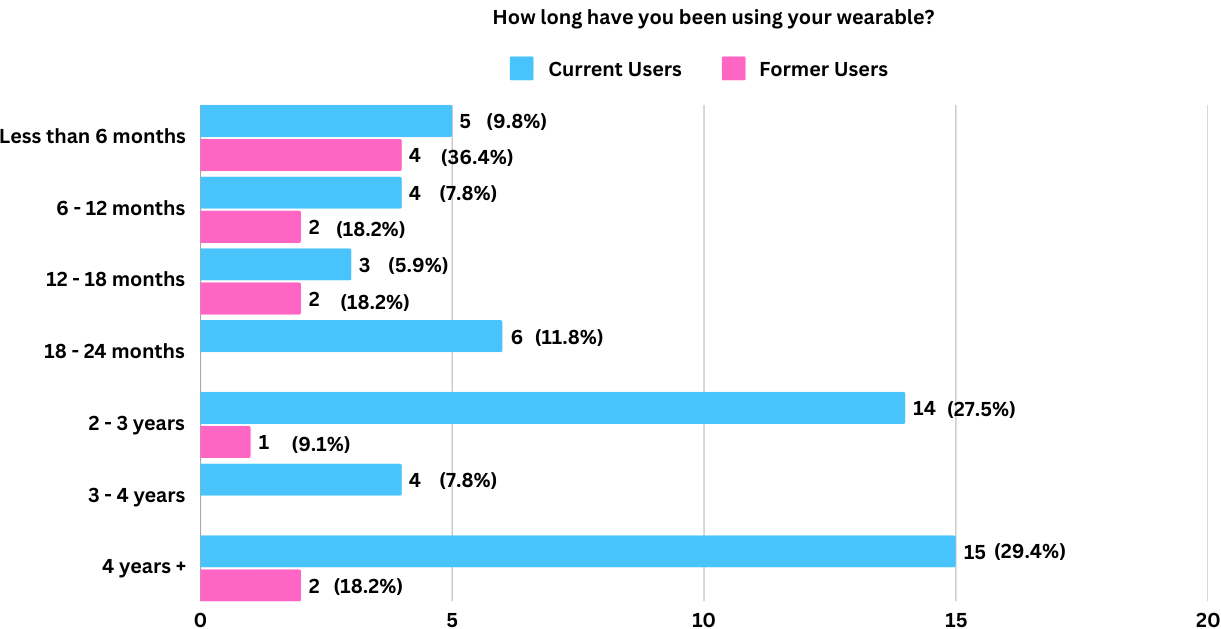 How long have you been using your wearable?
Current Users Former Users
Less than 6 months 5 (9.8%)
4 (36.4%)
6 - 12 months 4 (7.8%)
2 (18.2%)
12 - 18 months 3 (5.9%)
2 (18.2%)
18 - 24 months 6 (11.8%)
2 - 3 years 14 (27.5%)
1 (9.1%)
3 - 4 years 4 (7.8%)
4 years + 15 (29.4%)
2 (18.2%)
0 5 10 15 20